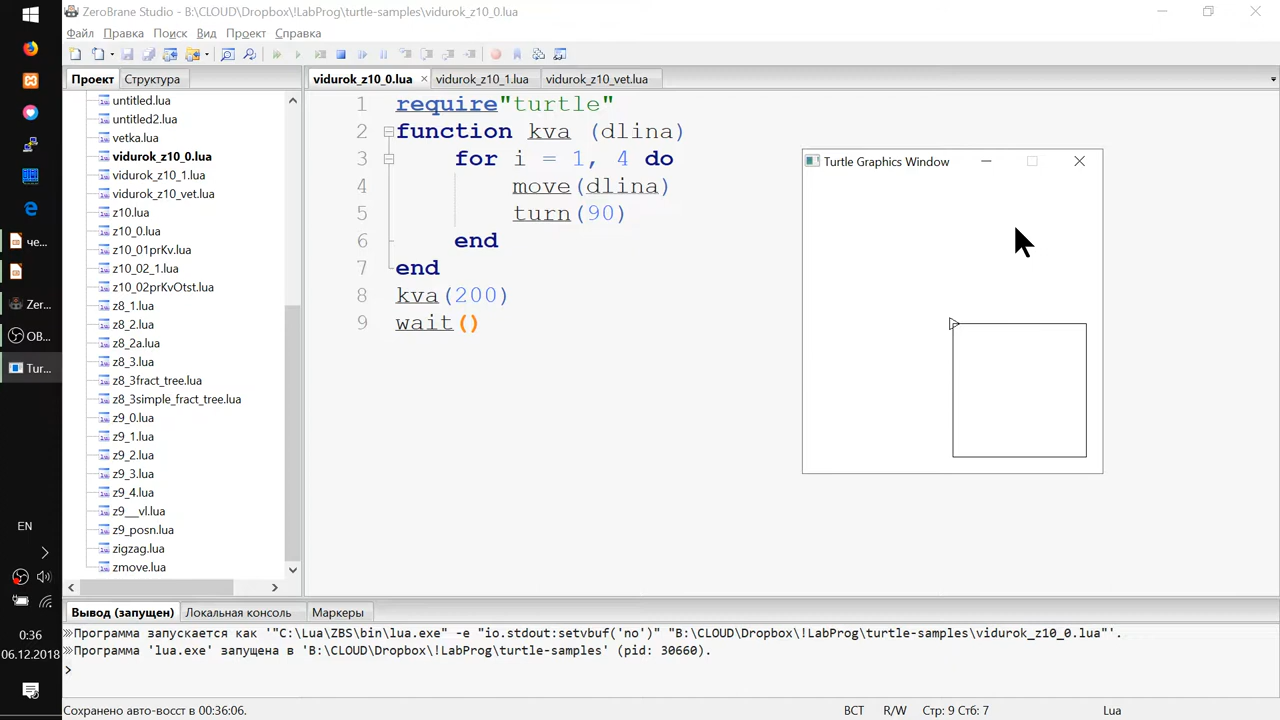 ZeroBrane Studio - B:\CLOUD\Dropbox\!LabProg\turtle-samples\vidurok_z10_0.lua
Файл Правка Поиск Вид Проект Справка
Проект Структура
untitled.lua
untitled2.lua
vetka.lua
vidurok_z10_0.lua
vidurok_z10_1.lua
vidurok_z10_vet.lua
z10.lua
z10_0.lua
z10_01prKv.lua
z10_02_1.lua
z10_02prKvOtst.lua
z8_1.lua
z8_2.lua
z8_2a.lua
z8_3.lua
z8_3fract_tree.lua
z8_3simple_fract_tree.lua
z9_0.lua
z9_1.lua
z9_2.lua
z9_3.lua
z9_4.lua
z9__vl.lua
z9_posn.lua
zigzag.lua
zmove.lua
vidurok_z10_0.lua vidurok_z10_1.lua vidurok_z10_vet.lua
1 require"turtle"
2 function kva (dlina)
3 for i = 1, 4 do
4 move(dlina)
5 turn(90)
6 end
7 end
8 kva(200)
9 wait()
Turtle Graphics Window
че...
Zer...
OB...
Tur...
EN
0:36
06.12.2018
Вывод (запущен) Локальная консоль Маркеры
Программа запускается как '"C:\Lua\ZBS\bin\lua.exe" -e "io.stdout:setvbuf('no')" "B:\CLOUD\Dropbox\!LabProg\turtle-samples\vidurok_z10_0.lua"'.
Программа 'lua.exe' запущена в 'B:\CLOUD\Dropbox\!LabProg\turtle-samples' (pid: 30660).
Сохранено авто-восст в 00:36:06. ВСТ R/W Стр: 9 Стб: 7 Lua